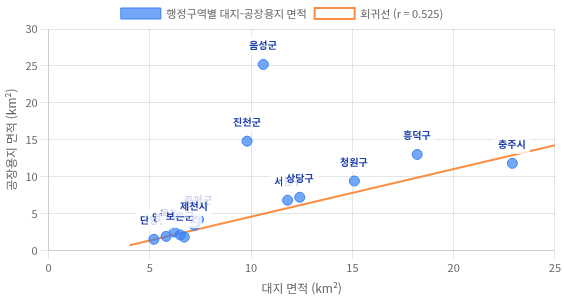 행정구역별 대지-공장용지 면적 회귀선 (r = 0.525)
30
25
20
15
10
5
0
공장용지 면적 (km²)
음성군
진천군
흥덕구
충주시
청원구
상당구
제천시
0 5 10 15 20 25
대지 면적 (km²)